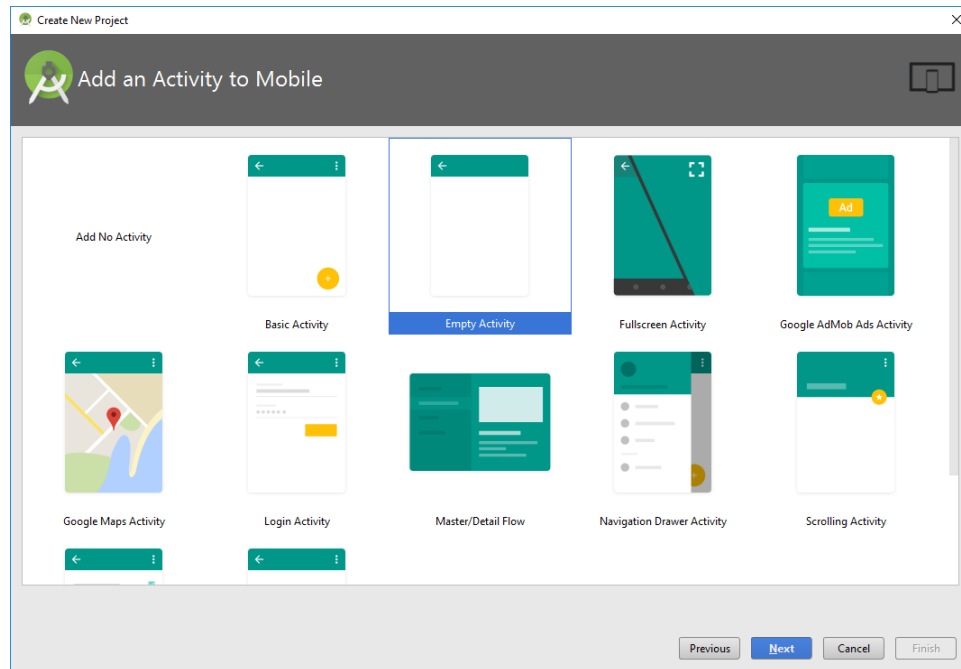 Create New Project
Add an Activity to Mobile
Ad
Add No Activity
Basic Activity
Empty Activity
Fullscreen Activity
Google AdMob Ads Activity
Google Maps Activity
Login Activity
Master/Detail Flow
Navigation Drawer Activity
Scrolling Activity
Previous
Next
Cancel
Finish